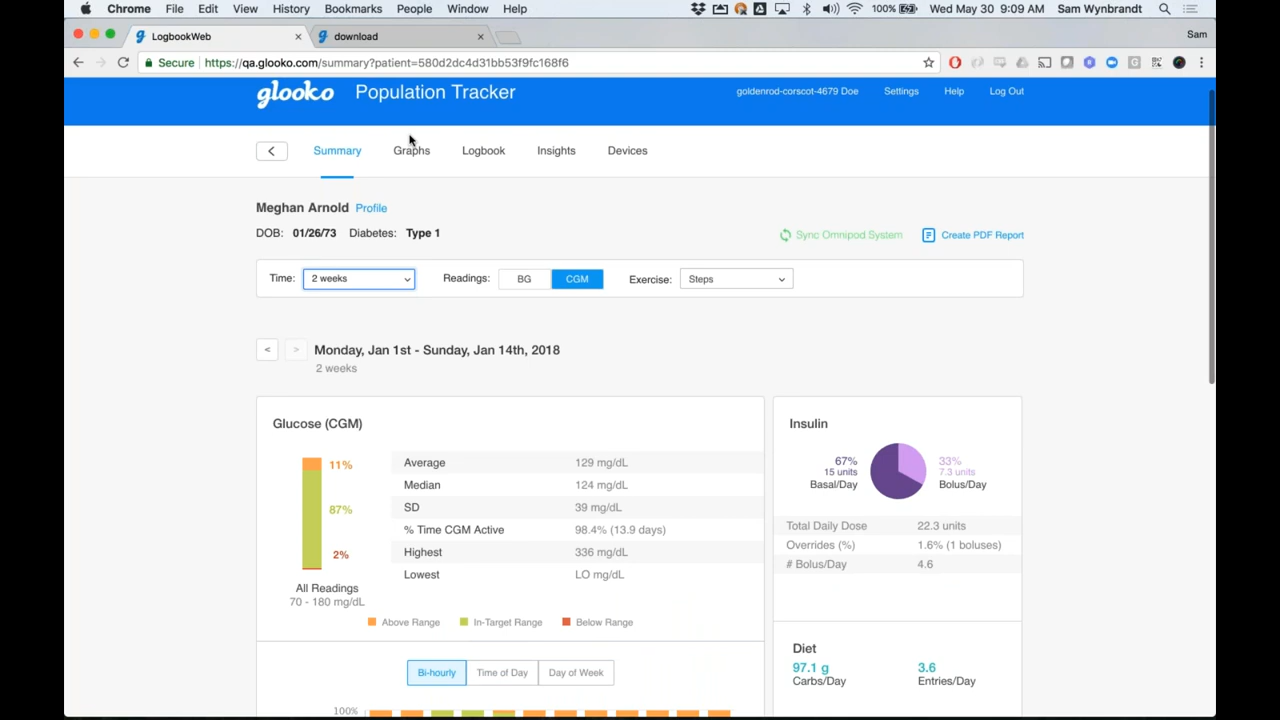 Chrome File Edit View History Bookmarks People Window Help 100% Wed May 30 9:09 AM Sam Wynbrandt
LogbookWeb download Sam
Secure https://qa.glooko.com/summary?patient=580d2dc4d31bb53f9fc168f6
glooko Population Tracker goldenrod-corscot-4679 Doe Settings Help Log Out
< Summary Graphs Logbook Insights Devices
Meghan Arnold Profile
DOB: 01/26/73 Diabetes: Type 1
Sync Omnipod System Create PDF Report
Time: 2 weeks Readings: BG CGM Exercise: Steps
< > Monday, Jan 1st - Sunday, Jan 14th, 2018
2 weeks
Glucose (CGM)
11%
87%
2%
All Readings
70 - 180 mg/dL
Average 129 mg/dL
Median 124 mg/dL
SD 39 mg/dL
% Time CGM Active 98.4% (13.9 days)
Highest 336 mg/dL
Lowest LO mg/dL
Above Range In-Target Range Below Range
Bi-hourly Time of Day Day of Week
100%
Insulin
67%
15 units
Basal/Day
33%
7.3 units
Bolus/Day
Total Daily Dose 22.3 units
Overrides (%) 1.6% (1 boluses)
# Bolus/Day 4.6
Diet
97.1 g 3.6
Carbs/Day Entries/Day